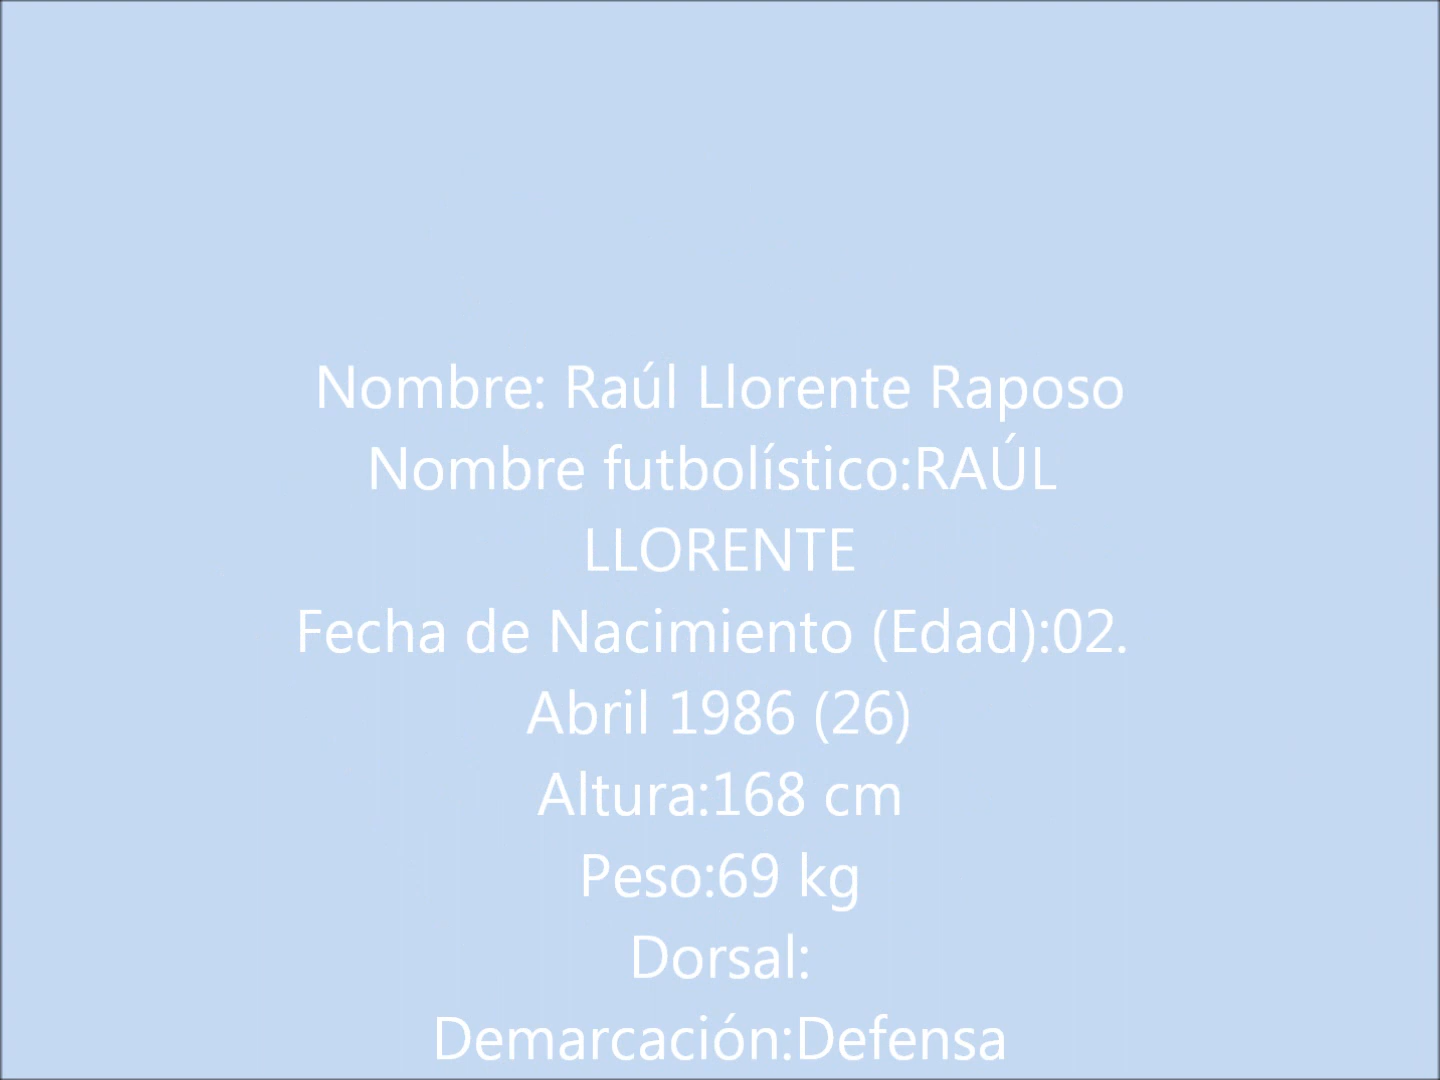 Nombre: Raúl Llorente Raposo
Nombre futbolístico:RAÚL
LLORENTE
Fecha de Nacimiento (Edad):02.
Abril 1986 (26)
Altura:168 cm
Peso:69 kg
Dorsal:
Demarcación:Defensa